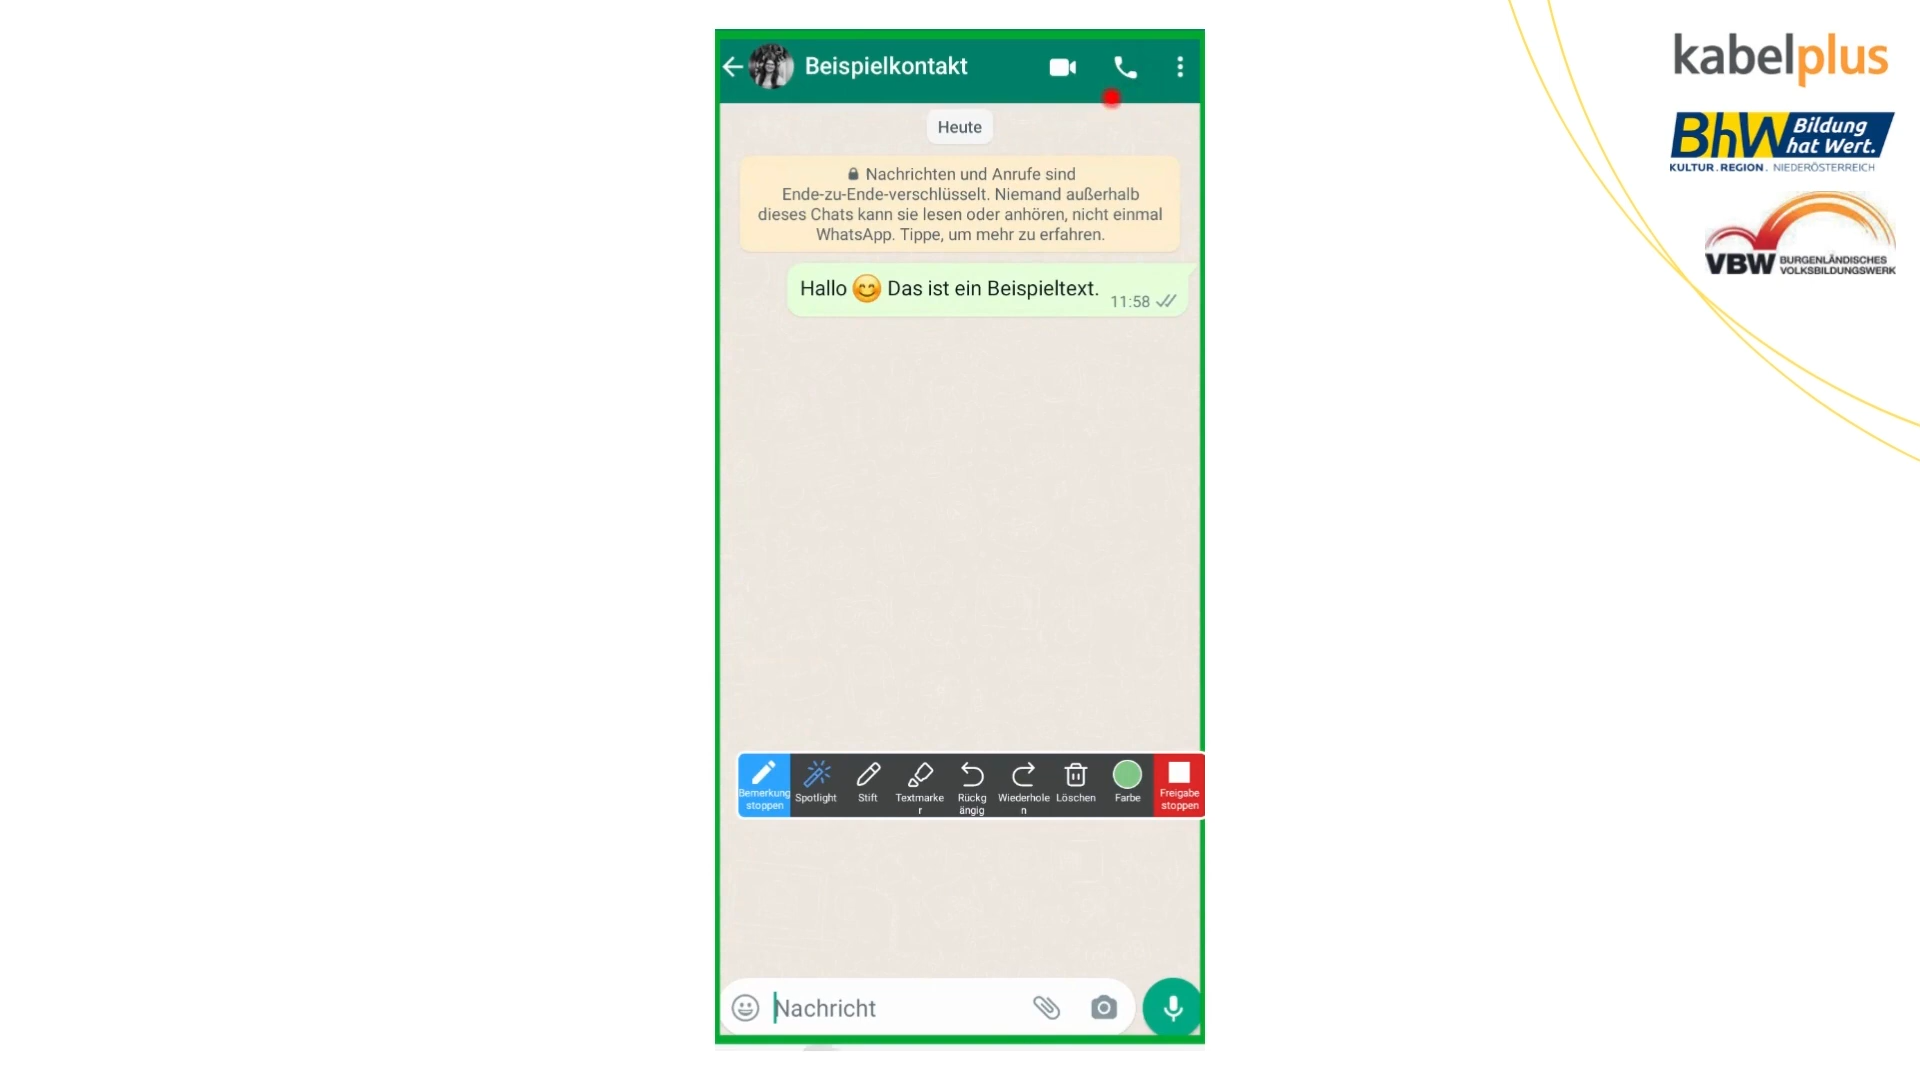 Beispielkontakt
kabelplus
Heute
BhW Bildung
hat Wert.
KULTUR.REGION. NIEDERÖSTERREICH
Nachrichten und Anrufe sind
Ende-zu-Ende-verschlüsselt. Niemand außerhalb
dieses Chats kann sie lesen oder anhören, nicht einmal
WhatsApp. Tippe, um mehr zu erfahren.
VBW BURGENLÄNDISCHES
VOLKSBILDUNGSWERK
Hallo 😊 Das ist ein Beispieltext. 11:58
Bemerkung
stoppen
Spotlight
Stift
Textmarke
r
Rückg
ängig
Wiederhole
n
Löschen
Farbe
Freigabe
stoppen
Nachricht